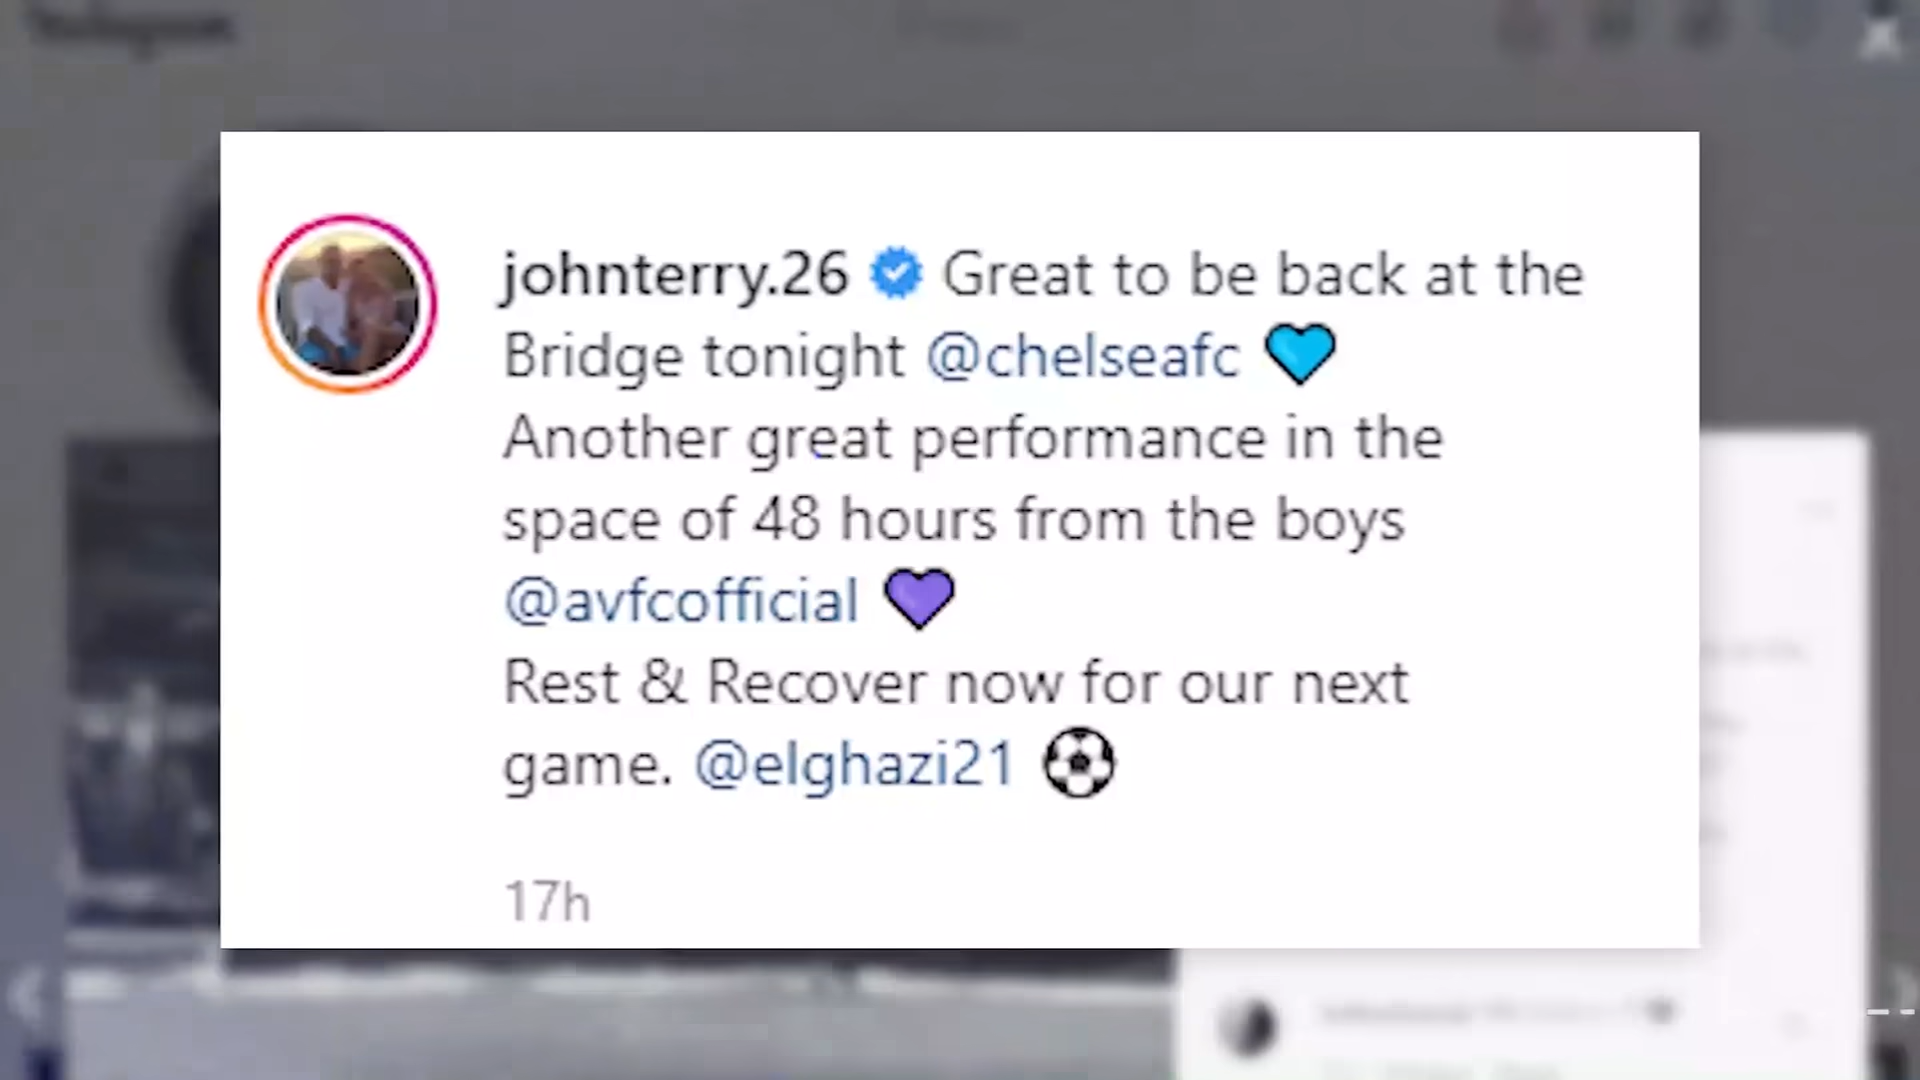 johnterry.26 Great to be back at the
Bridge tonight @chelseafc 💙
Another great performance in the
space of 48 hours from the boys
@avfcofficial 💜
Rest & Recover now for our next
game. @elghazi21 ⚽
17h